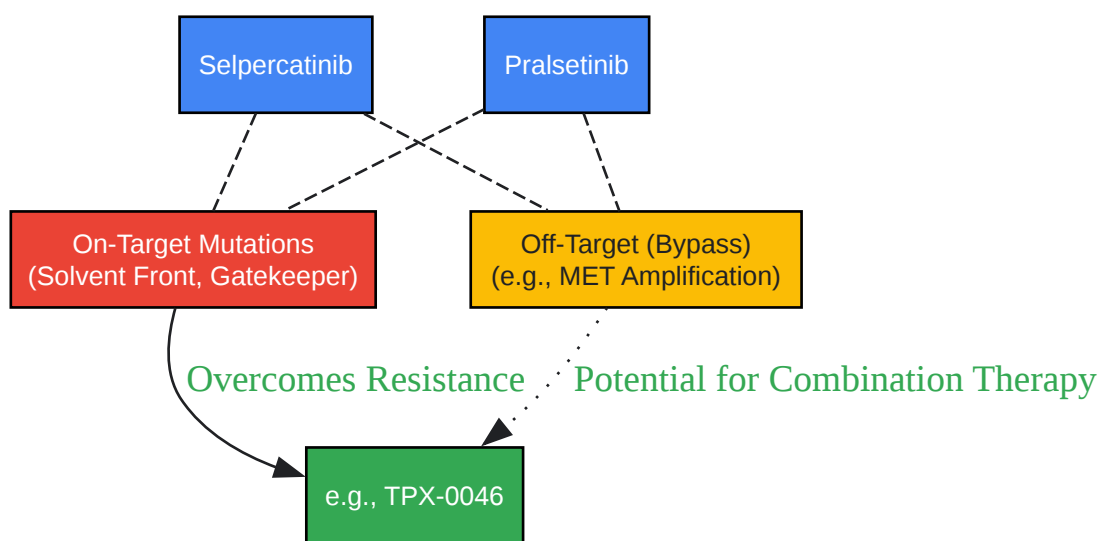 Selpercatinib
Pralsetinib
On-Target Mutations
(Solvent Front, Gatekeeper)
Off-Target (Bypass)
(e.g., MET Amplification)
Overcomes Resistance
Potential for Combination Therapy
e.g., TPX-0046